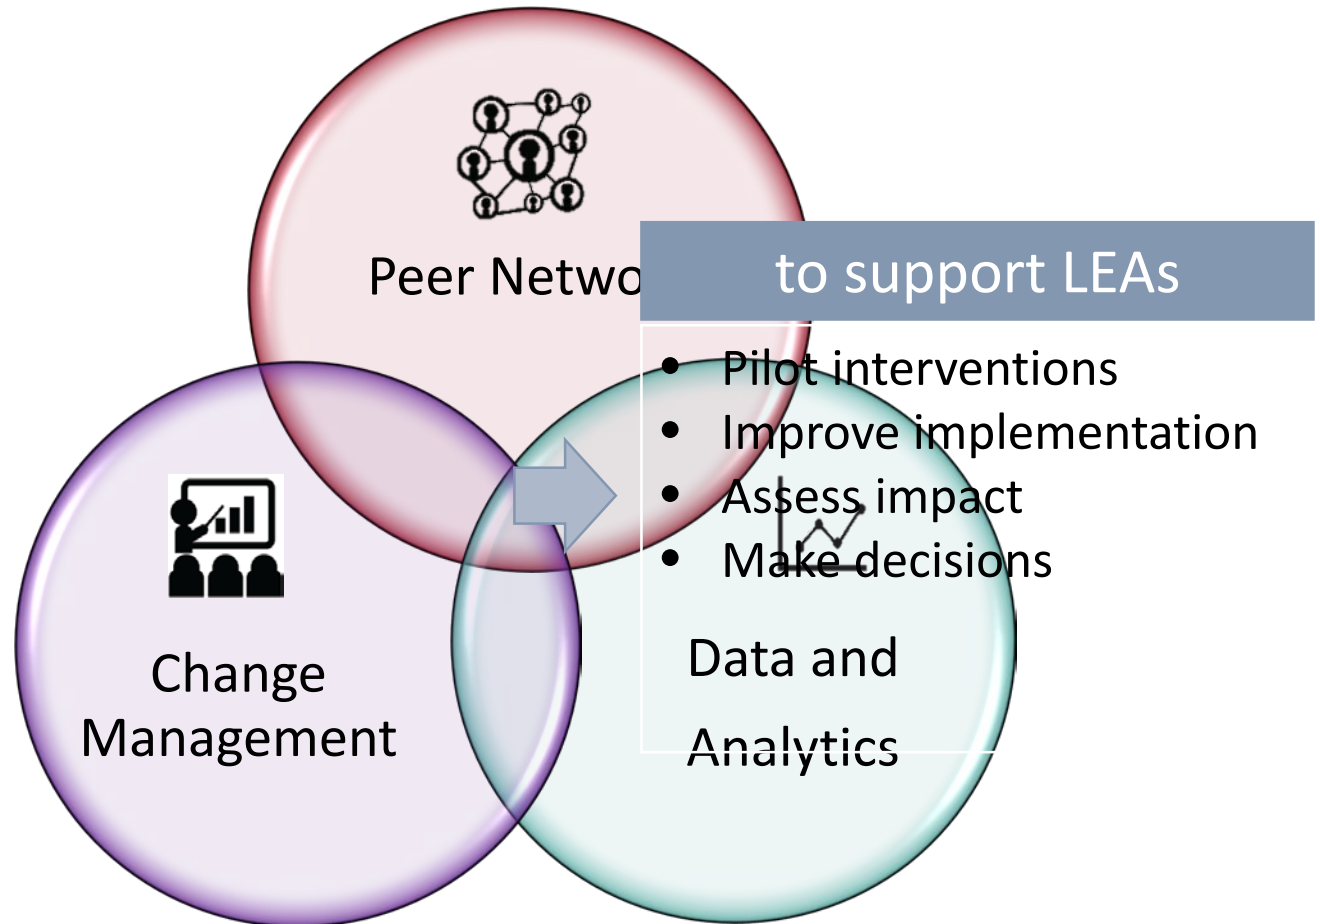 Peer Netwo
to support LEAs
• Pilot interventions
• Improve implementation
• Assess impact
• Make decisions
Change
Management
Data and
Analytics